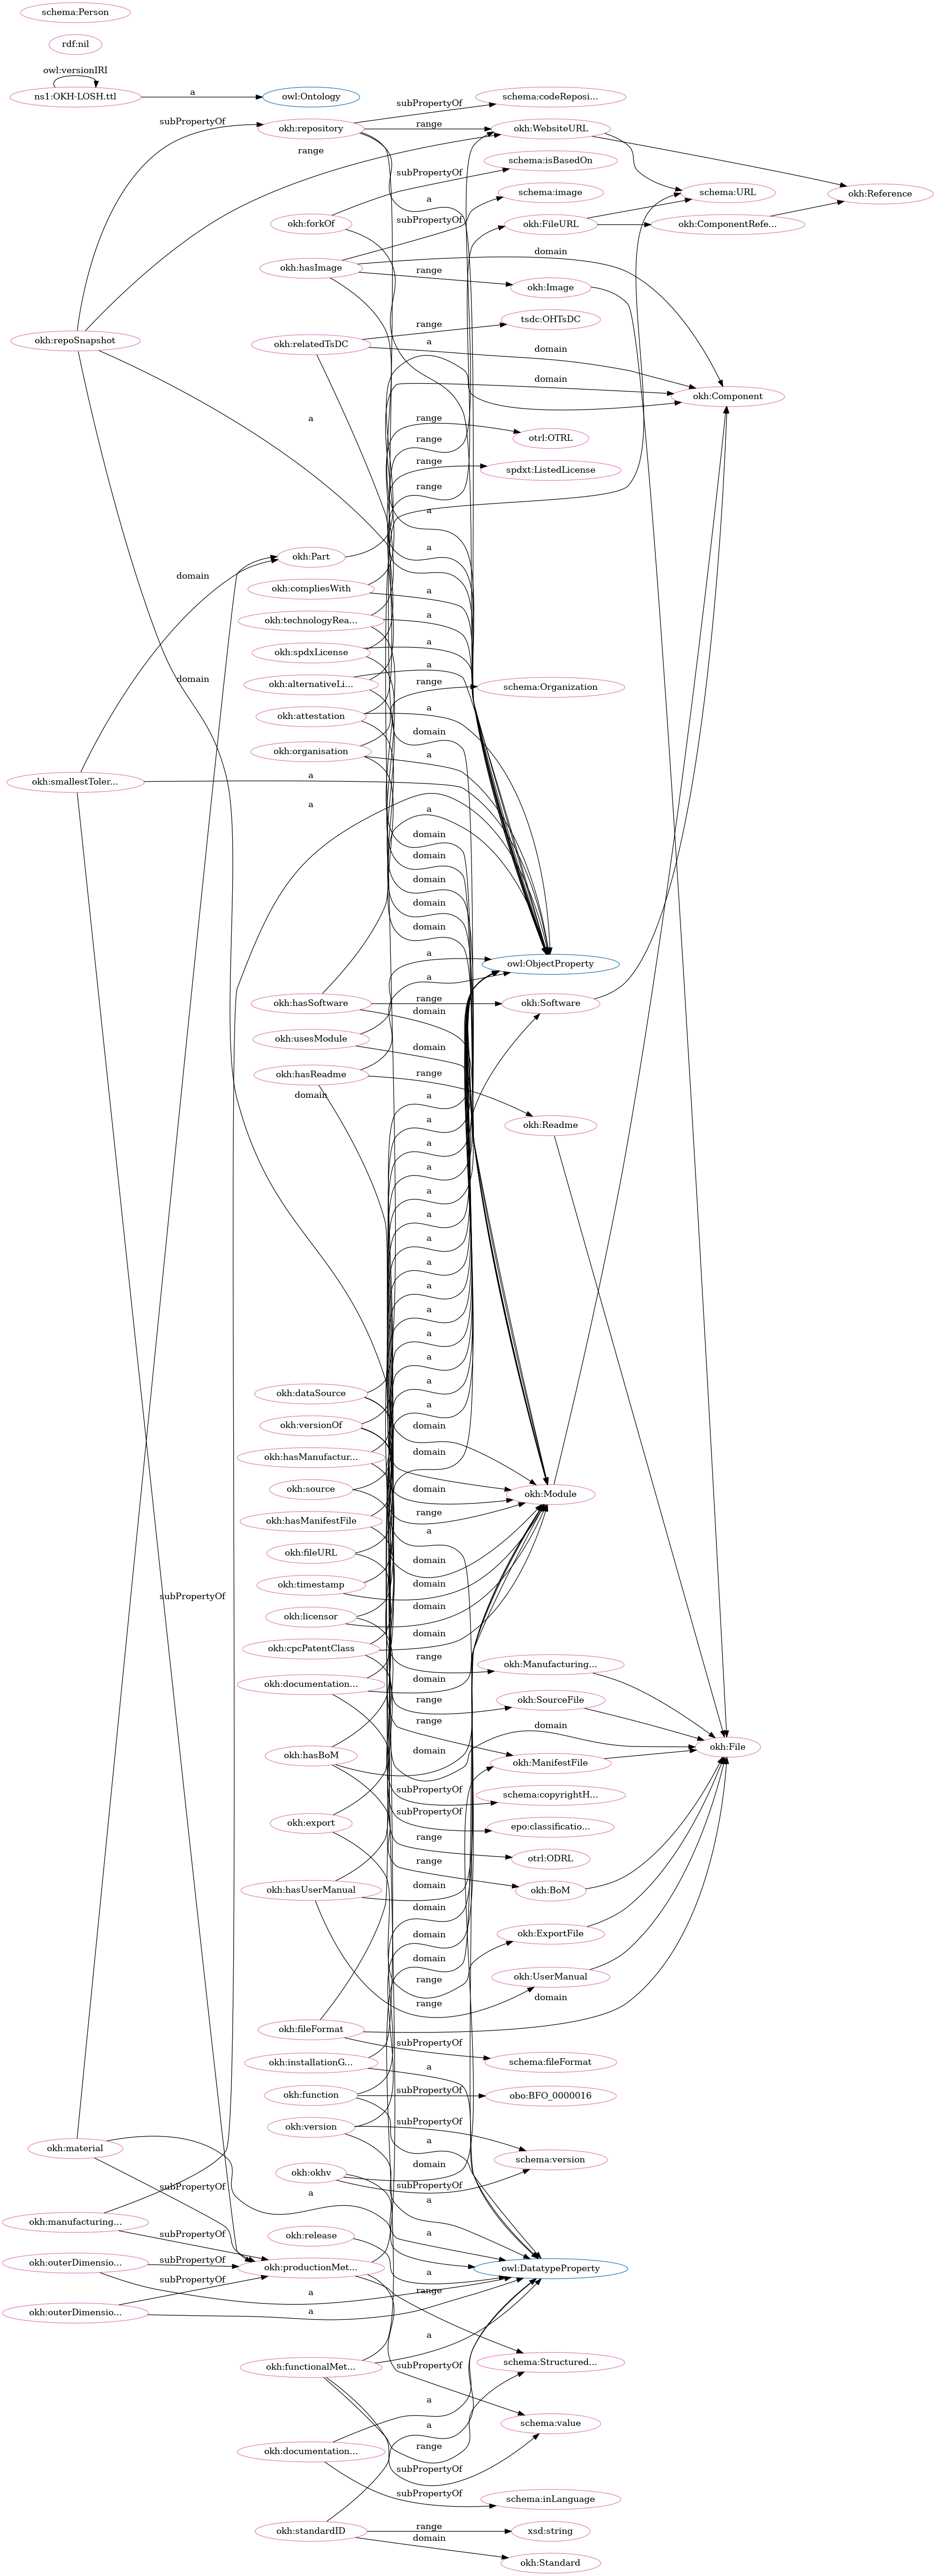 schema:Person
rdf:nil
owl:versionIRI
ns1:OKH-LOSH.ttl
a
owl:Ontology
subPropertyOf
schema:codeReposi...
subPropertyOf
okh:repository
range
okh:WebsiteURL
range
schema:isBasedOn
subPropertyOf
a
schema:image
schema:URL
okh:Reference
okh:forkOf
subPropertyOf
okh:FileURL
okh:ComponentRefe...
domain
okh:hasImage
range
okh:Image
tsdc:OHTsDC
range
okh:repoSnapshot
okh:relatedTsDC
a
domain
domain
okh:Component
a
range
otrl:OTRL
range
range
spdxt:ListedLicense
range
a
a
okh:Part
domain
okh:compliesWith
a
okh:technologyRea...
a
okh:spdxLicense
a
a
domain
okh:alternativeLi...
range
schema:Organization
okh:attestation
a
domain
okh:organisation
a
a
okh:smallestToler...
a
a
domain
domain
domain
domain
domain
a
owl:ObjectProperty
a
okh:hasSoftware
range
okh:Software
domain
okh:usesModule
domain
okh:hasReadme
range
domain
a
a
okh:Readme
a
a
a
a
a
a
a
a
a
a
a
a
okh:dataSource
okh:versionOf
domain
okh:hasManufactur...
domain
okh:source
domain
okh:Module
okh:hasManifestFile
range
a
okh:fileURL
domain
okh:timestamp
domain
subPropertyOf
okh:licensor
domain
okh:cpcPatentClass
domain
range
okh:Manufacturing...
okh:documentation...
domain
range
okh:SourceFile
range
domain
okh:File
okh:hasBoM
domain
okh:ManifestFile
subPropertyOf
schema:copyrightH...
okh:export
subPropertyOf
epo:classificatio...
range
otrl:ODRL
range
okh:hasUserManual
domain
okh:BoM
domain
domain
okh:ExportFile
range
okh:UserManual
range
domain
okh:fileFormat
subPropertyOf
schema:fileFormat
okh:installationG...
a
okh:function
subPropertyOf
obo:BFO_0000016
okh:version
subPropertyOf
a
okh:material
schema:version
domain
okh:okhv
subPropertyOf
subPropertyOf
a
a
okh:manufacturing...
okh:release
a
subPropertyOf
okh:outerDimensio...
subPropertyOf
okh:productionMet...
owl:DatatypeProperty
a
subPropertyOf
range
a
okh:outerDimensio...
a
a
okh:functionalMet...
subPropertyOf
schema:Structured...
a
schema:value
a
range
okh:documentation...
subPropertyOf
subPropertyOf
schema:inLanguage
okh:standardID
range
xsd:string
domain
okh:Standard